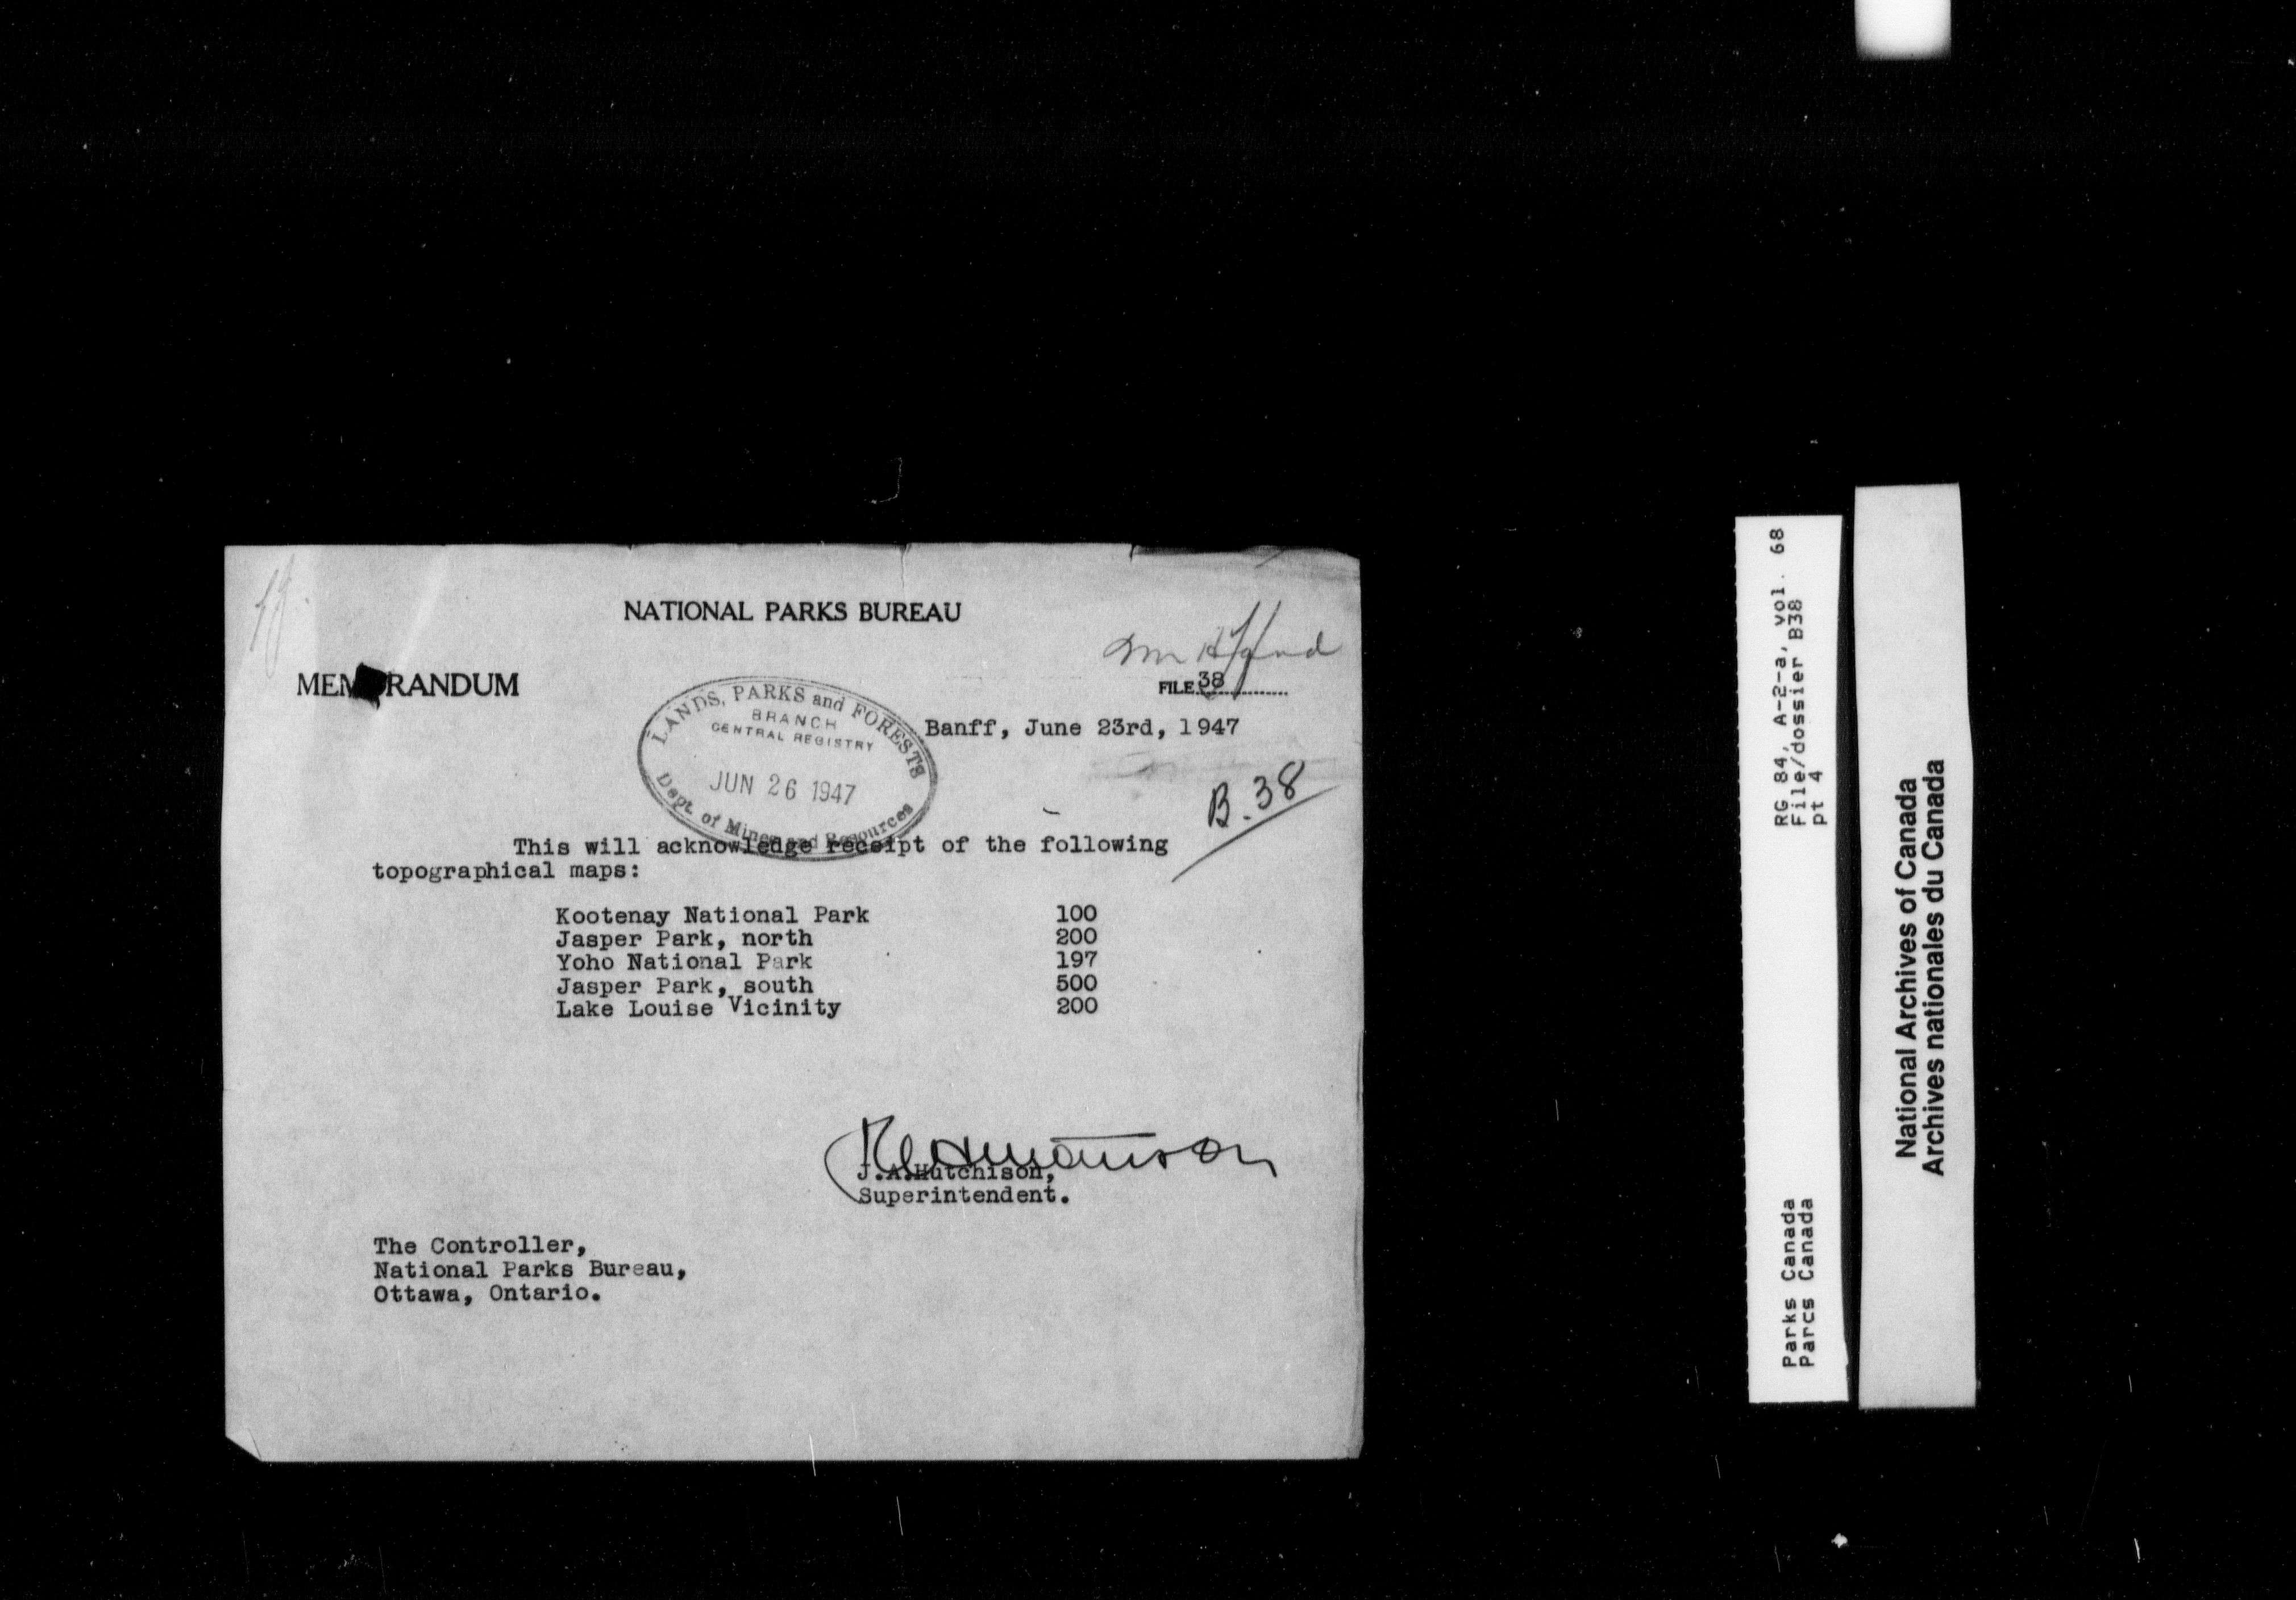 NATIONAL PARKS BUREAU
MEMORANDUM
FILE 38
LANDS, PARKS and FORESTS
BRANCH
CENTRAL REGISTRY
JUN 26 1947
Dept. of Mines and Resources
Banff, June 23rd, 1947
B.38
This will acknowledge receipt of the following
topographical maps:
Kootenay National Park 100
Jasper Park, north 200
Yoho National Park 197
Jasper Park, south 500
Lake Louise Vicinity 200
J.A.Hutchison,
Superintendent.
The Controller,
National Parks Bureau,
Ottawa, Ontario.
RG 84, A-2-a, vol. 68
File/dossier B38
pt 4
Parks Canada
Parcs Canada
National Archives of Canada
Archives nationales du Canada